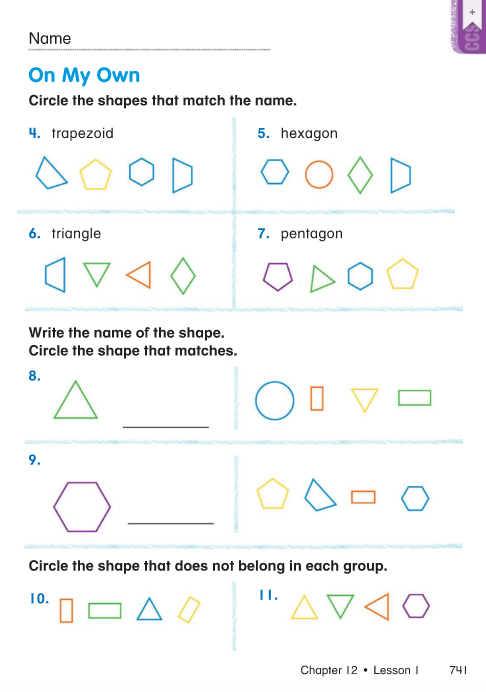 Name
On My Own
Circle the shapes that match the name.
4. trapezoid
5. hexagon
6. triangle
7. pentagon
Write the name of the shape.
Circle the shape that matches.
8.
9.
Circle the shape that does not belong in each group.
10.
11.
Chapter 12 • Lesson 1 741